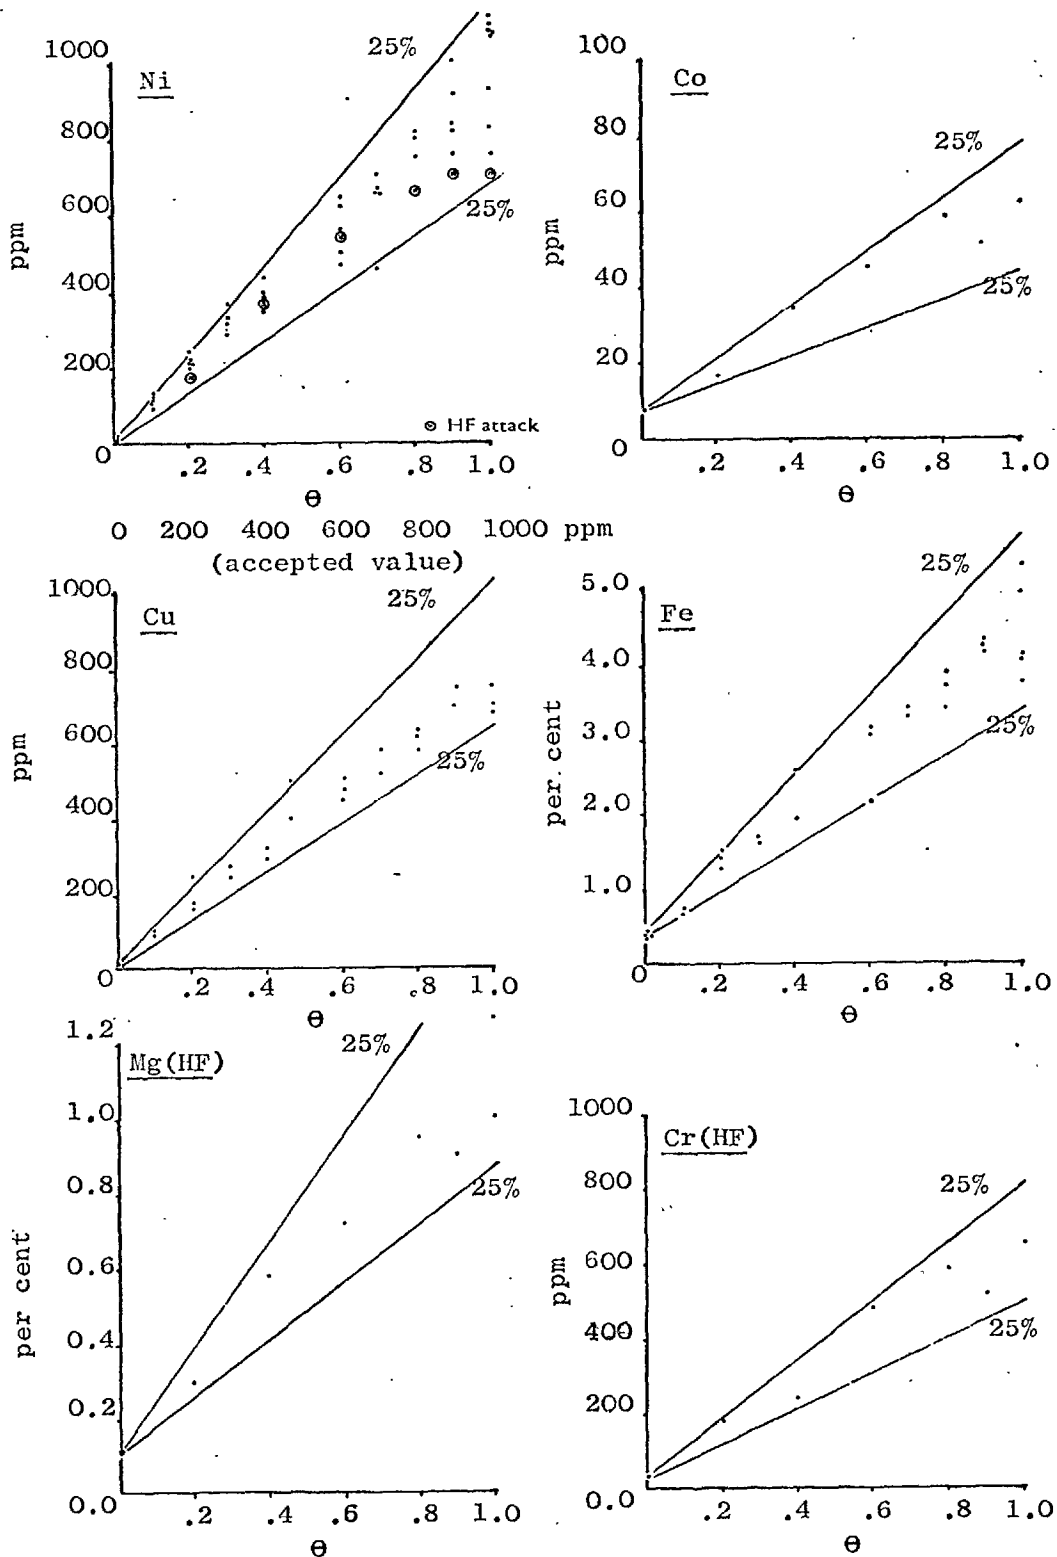 1000
800
600
400
200
0
ppm
Ni
25%
25%
HF attack
.2 .4 .6 .8 1.0
θ
0 200 400 600 800 1000 ppm
(accepted value)
100
80
60
40
20
0
ppm
Co
25%
25%
.2 .4 .6 .8 1.0
θ
1000
800
600
400
200
0
ppm
Cu
25%
25%
.2 .4 .6 .8 1.0
θ
5.0
4.0
3.0
2.0
1.0
0
per cent
Fe
25%
25%
.2 .4 .6 .8 1.0
θ
1.2
1.0
0.8
0.6
0.4
0.2
0.0
per cent
Mg(HF)
25%
25%
.2 .4 .6 .8 1.0
θ
1000
800
600
400
200
0.0
ppm
Cr(HF)
25%
25%
.2 .4 .6 .8 1.0
θ